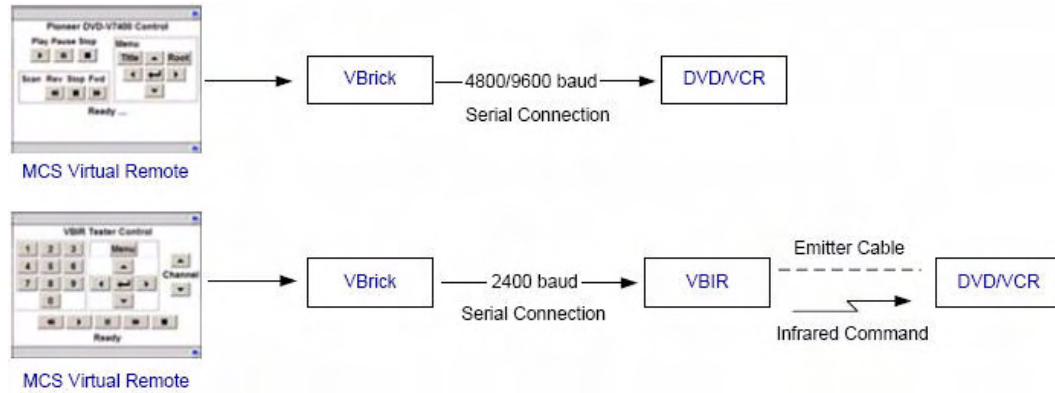 Pioneer DVD-V7400 Control
Play Pause Stop
Menu
Title
Root
Scan Rev Stop Fwd
Ready ...
MCS Virtual Remote
VBrick
4800/9600 baud
Serial Connection
DVD/VCR
VBIR Tester Control
1 2 3
Menu
4 5 6
Channel
7 8 9
0
Ready
MCS Virtual Remote
VBrick
2400 baud
Serial Connection
VBIR
Emitter Cable
Infrared Command
DVD/VCR